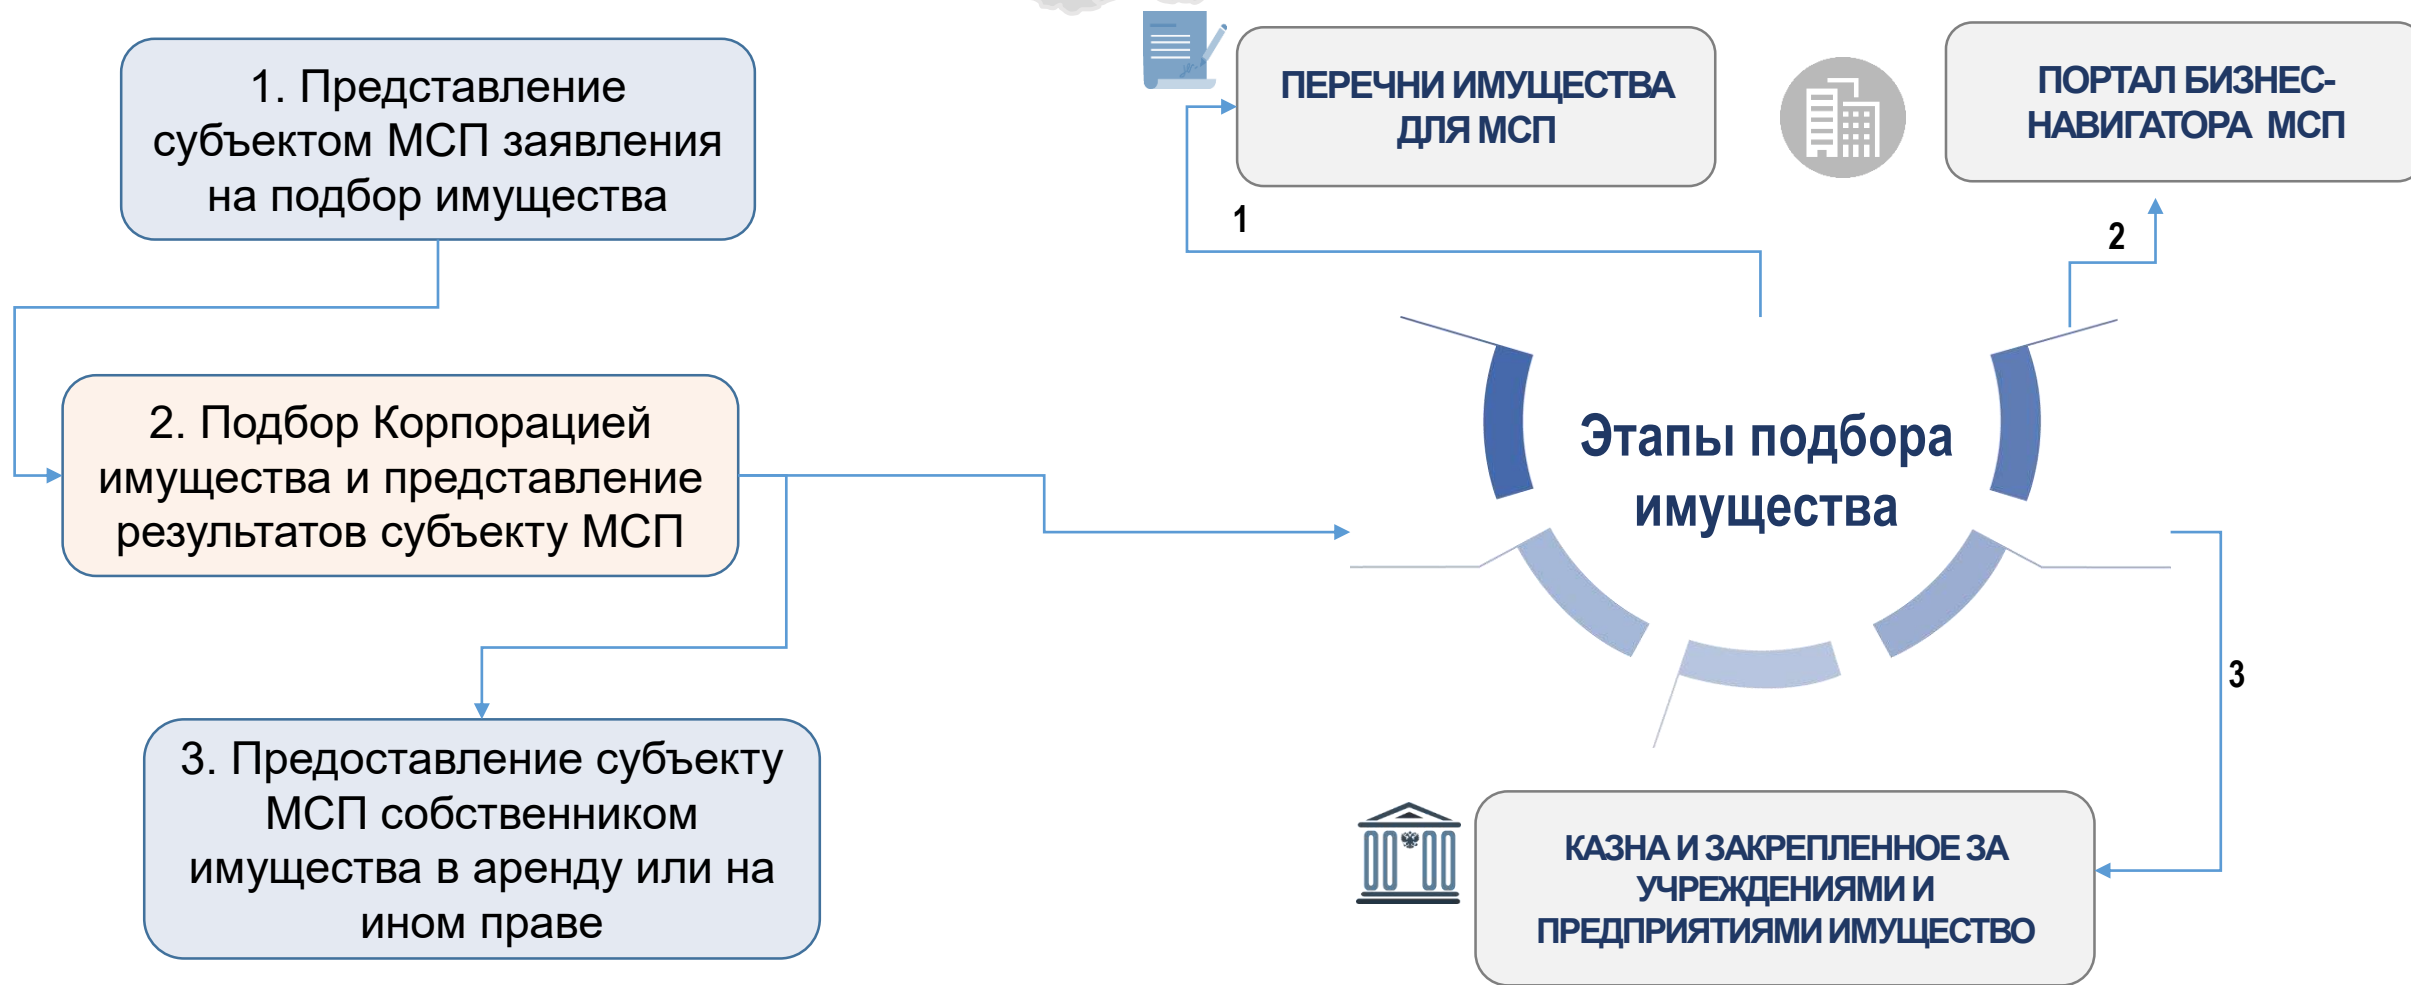 1. Представление
субъектом МСП заявления
на подбор имущества
2. Подбор Корпорацией
имущества и представление
результатов субъекту МСП
3. Предоставление субъекту
МСП собственником
имущества в аренду или на
ином праве
ПЕРЕЧНИ ИМУЩЕСТВА
ДЛЯ МСП
ПОРТАЛ БИЗНЕС-
НАВИГАТОРА МСП
1
2
Этапы подбора
имущества
3
КАЗНА И ЗАКРЕПЛЕННОЕ ЗА
УЧРЕЖДЕНИЯМИ И
ПРЕДПРИЯТИЯМИ ИМУЩЕСТВО